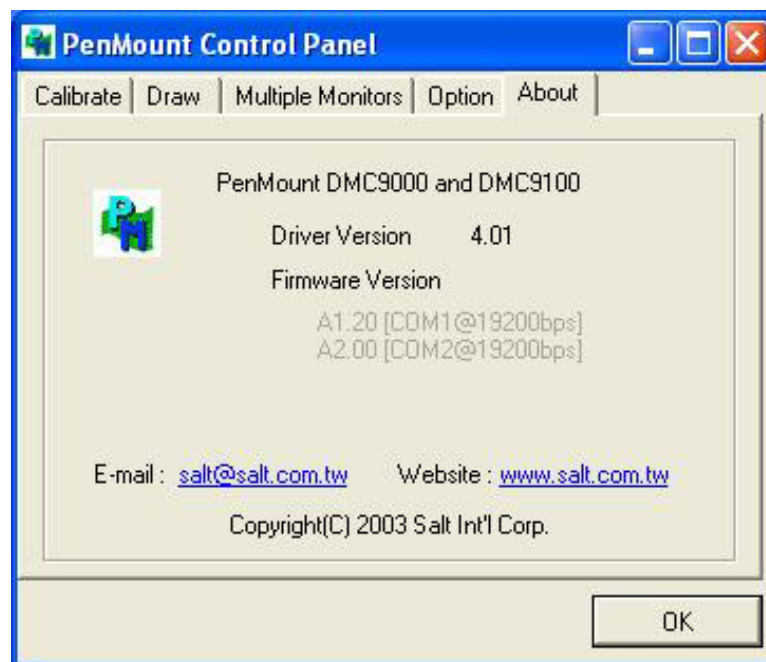 PenMount Control Panel
Calibrate Draw Multiple Monitors Option About
PenMount DMC9000 and DMC9100
PM
Driver Version 4.01
Firmware Version
A1.20 [COM1@19200bps]
A2.00 [COM2@19200bps]
E-mail : salt@salt.com.tw Website : www.salt.com.tw
Copyright(C) 2003 Salt Int'l Corp.
OK